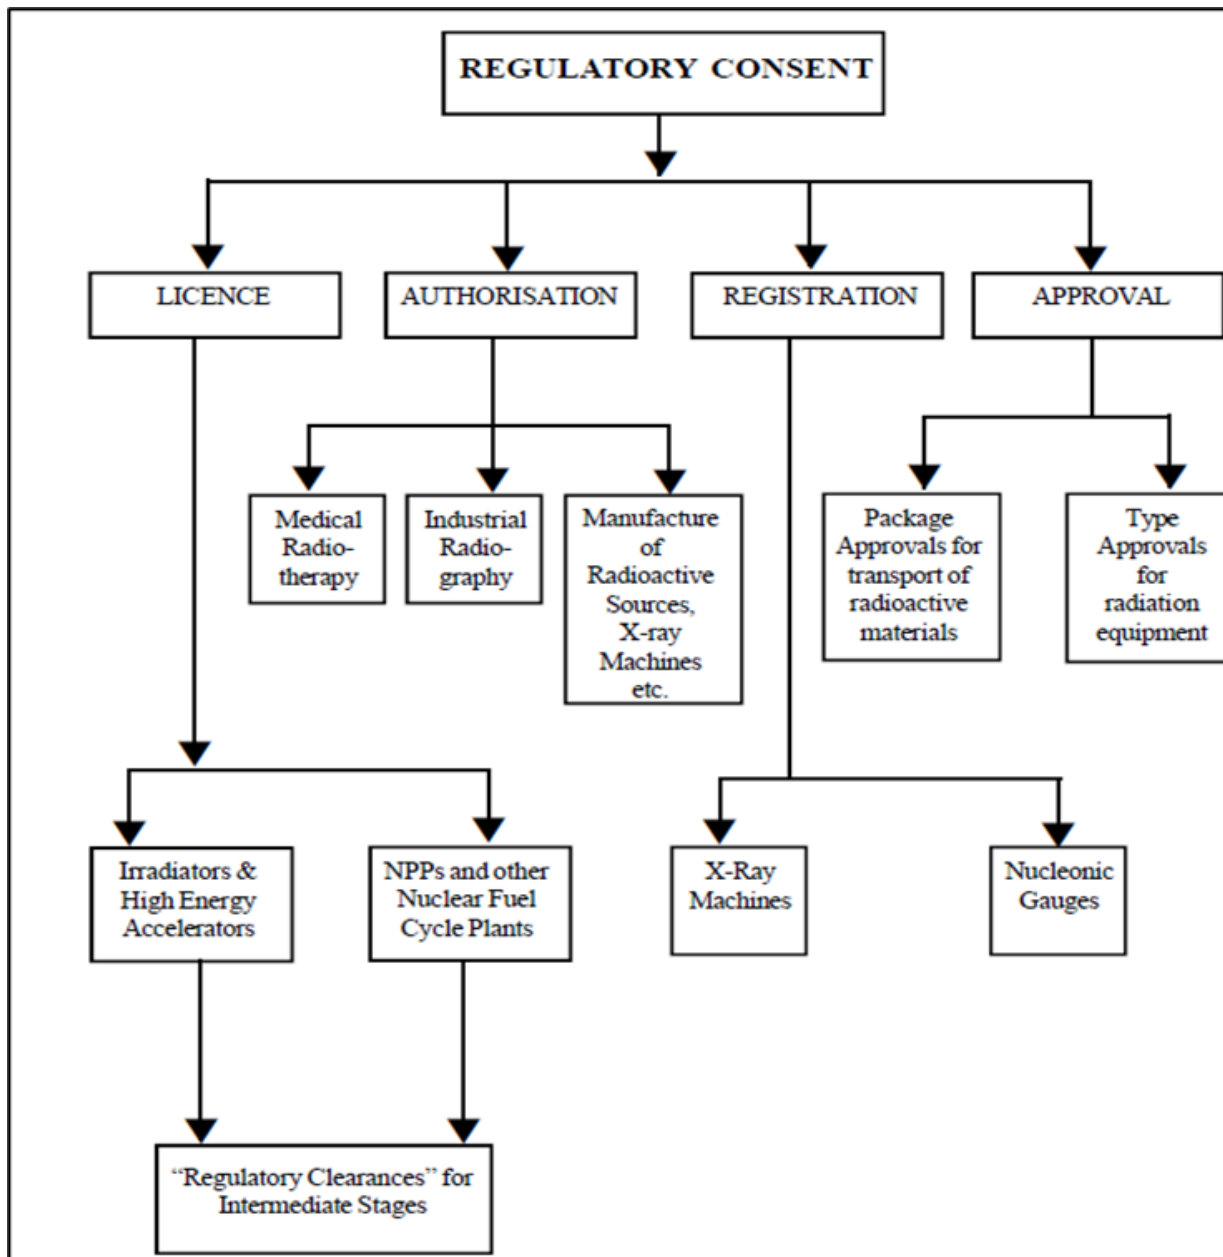 REGULATORY CONSENT
LICENCE
AUTHORISATION
REGISTRATION
APPROVAL
Medical
Radio-
therapy
Industrial
Radio-
graphy
Manufacture
of
Radioactive
Sources,
X-ray
Machines
etc.
Package
Approvals for
transport of
radioactive
materials
Type
Approvals
for
radiation
equipment
Irradiators &
High Energy
Accelerators
NPPs and other
Nuclear Fuel
Cycle Plants
X-Ray
Machines
Nucleonic
Gauges
“Regulatory Clearances” for
Intermediate Stages